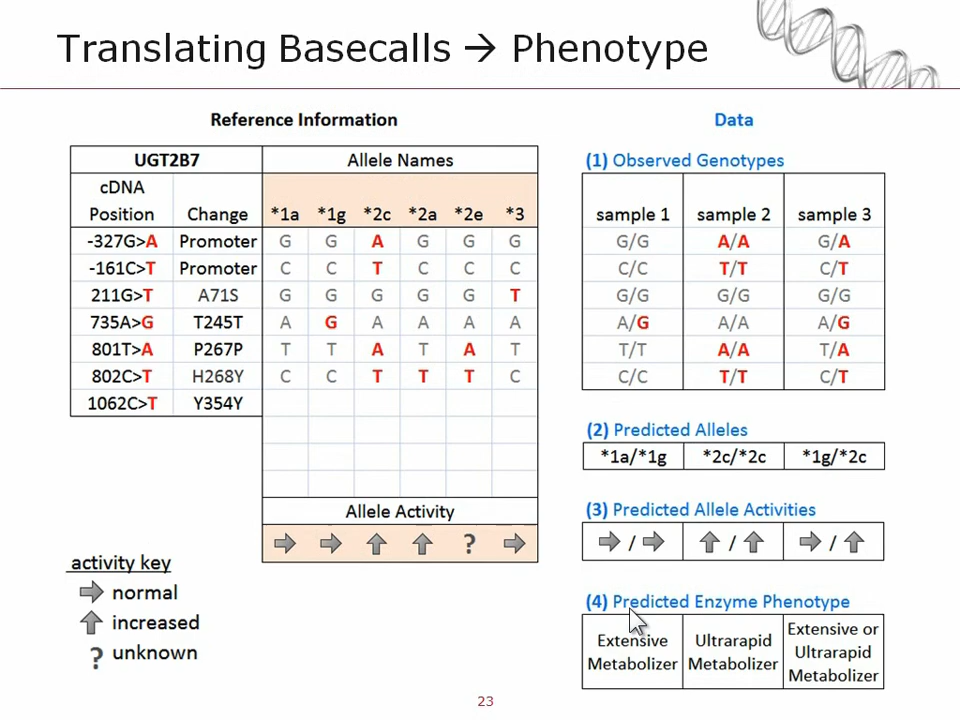 Translating Basecalls → Phenotype
Reference Information
UGT2B7 Allele Names
cDNA Position Change *1a *1g *2c *2a *2e *3
-327G>A Promoter G G A G G G
-161C>T Promoter C C T C C C
211G>T A71S G G G G G T
735A>G T245T A G A A A A
801T>A P267P T T A T A T
802C>T H268Y C C T T T C
1062C>T Y354Y
Allele Activity
→ → ↑ ↑ ? →
activity key
→ normal
↑ increased
? unknown
Data
(1) Observed Genotypes
sample 1 sample 2 sample 3
G/G A/A G/A
C/C T/T C/T
G/G G/G G/G
A/G A/A A/G
T/T A/A T/A
C/C T/T C/T
(2) Predicted Alleles
*1a/*1g *2c/*2c *1g/*2c
(3) Predicted Allele Activities
→ / → ↑ / ↑ → / ↑
(4) Predicted Enzyme Phenotype
Extensive Metabolizer
Ultrarapid Metabolizer
Extensive or Ultrarapid Metabolizer
23